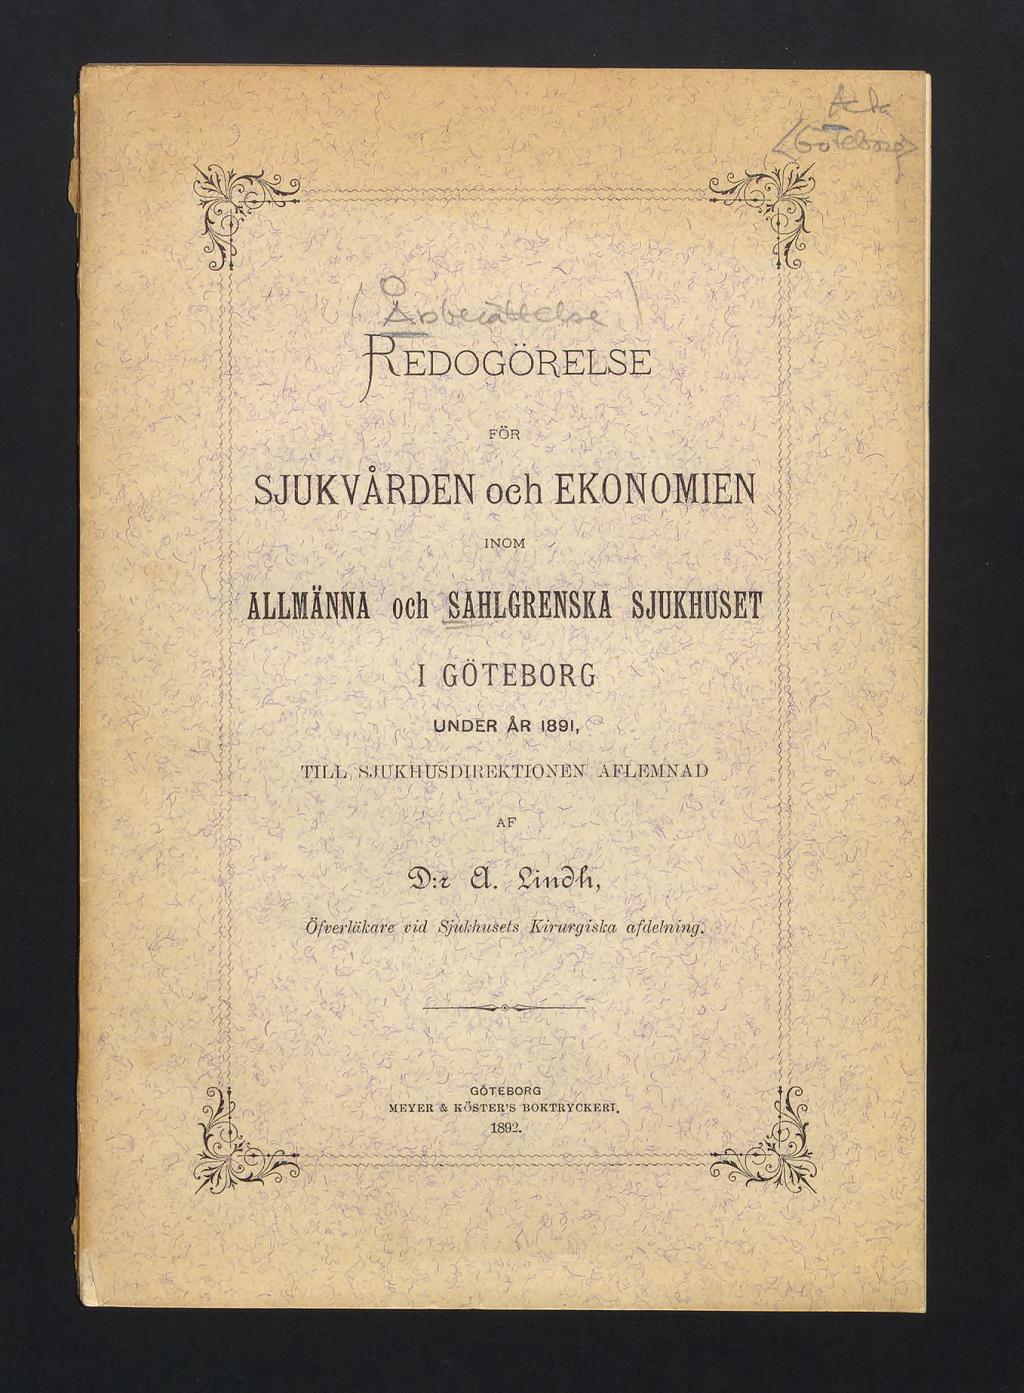 <Göteborg>
(Årsberättelse)
REDOGÖRELSE
FÖR
SJUKVÅRDEN och EKONOMIEN
INOM
ALLMÄNNA och SAHLGRENSKA SJUKHUSET
I GÖTEBORG
UNDER ÅR 1891,
TILL SJUKHUSDIREKTIONEN AFLEMNAD
AF
D:r A. Lindh,
Öfverläkare vid Sjukhusets Kirurgiska afdelning.
GÖTEBORG
MEYER & KÖSTER'S BOKTRYCKERI.
1892.